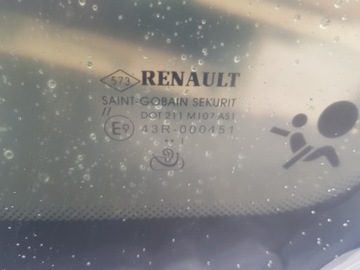 573 RENAULT
SAINT-GOBAIN SEKURIT
//
E9 DOT 211 M107 AS1
43R-000451